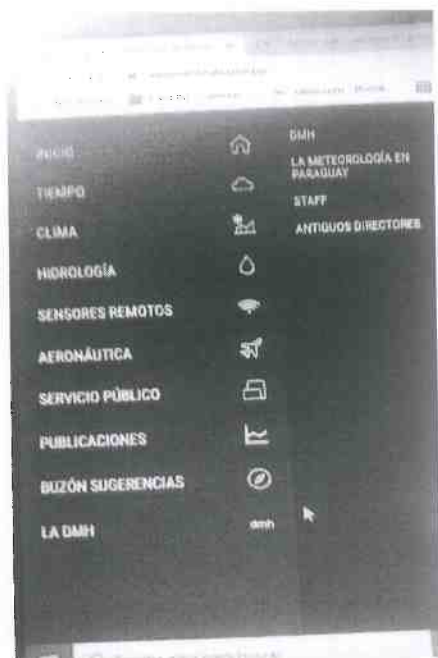 INICIO
TIEMPO
CLIMA
HIDROLOGÍA
SENSORES REMOTOS
AERONÁUTICA
SERVICIO PÚBLICO
PUBLICACIONES
BUZÓN SUGERENCIAS
LA DMH
dmh
DMH
LA METEOROLOGÍA EN
PARAGUAY
STAFF
ANTIGUOS DIRECTORES